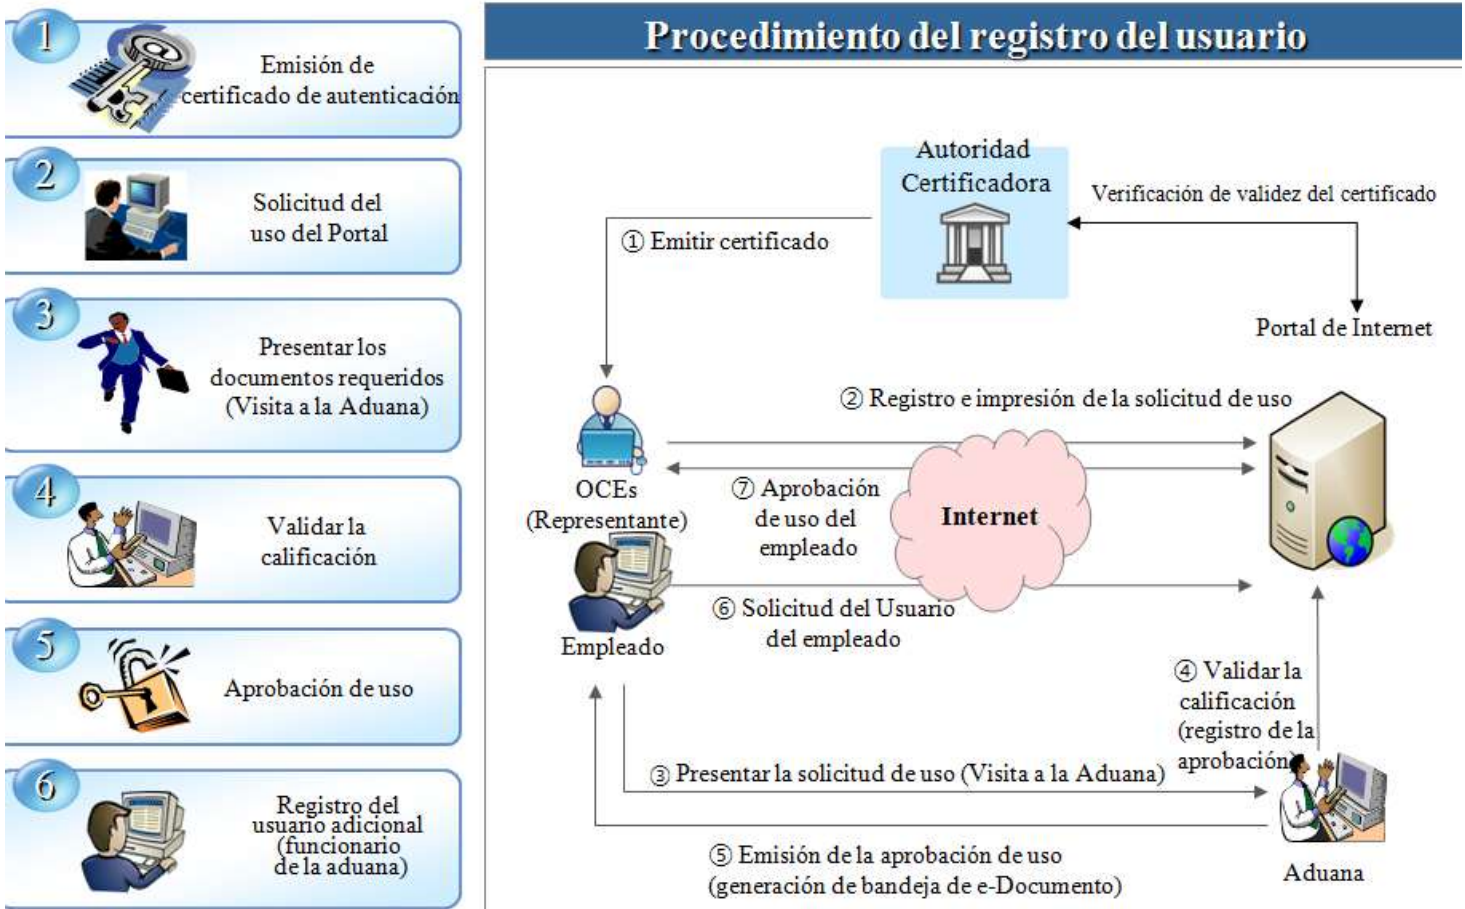 1
Emisión de
certificado de autenticación
2
Solicitud del
uso del Portal
3
Presentar los
documentos requeridos
(Visita a la Aduana)
4
Validar la
calificación
5
Aprobación de uso
6
Registro del
usuario adicional
(funcionario
de la aduana)
Procedimiento del registro del usuario
Autoridad
Certificadora
Verificación de validez del certificado
① Emitir certificado
Portal de Internet
② Registro e impresión de la solicitud de uso
OCEs
(Representante)
⑦ Aprobación
de uso del
empleado
Internet
⑥ Solicitud del Usuario
del empleado
Empleado
④ Validar la
calificación
(registro de la
aprobación)
③ Presentar la solicitud de uso (Visita a la Aduana)
⑤ Emisión de la aprobación de uso
(generación de bandeja de e-Documento)
Aduana